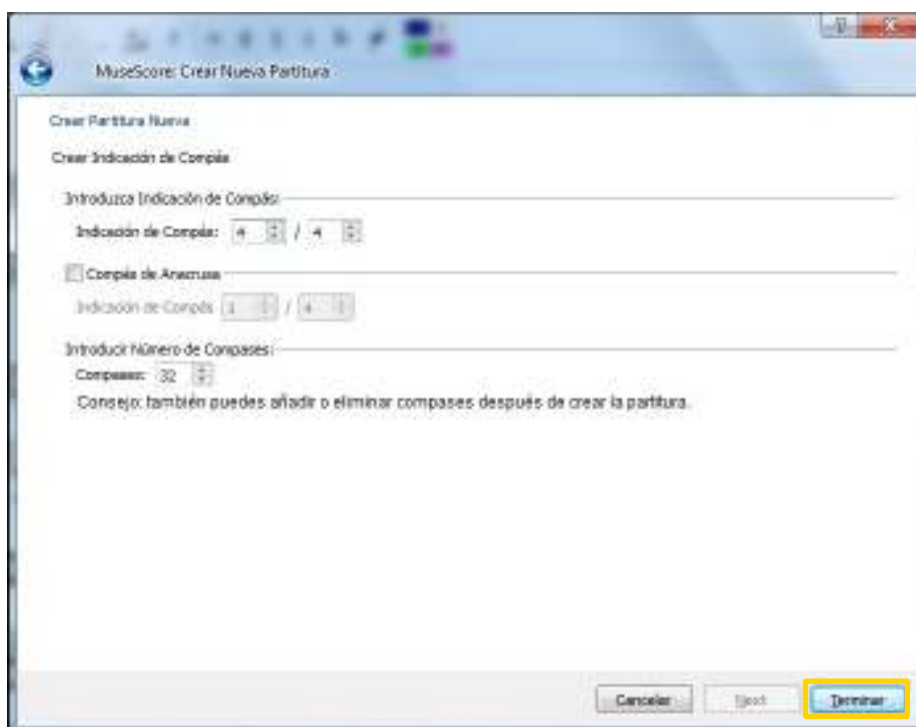 MuseScore: Crear Nueva Partitura
Crear Partitura Nueva
Crear Indicación de Compás
Introduzca Indicación de Compás:
Indicación de Compás: 4 / 4
Compás de Anacrusa
Indicación de Compás 1 / 4
Introducir Número de Compases:
Compases: 32
Consejo: también puedes añadir o eliminar compases después de crear la partitura.
Cancelar Next Terminar